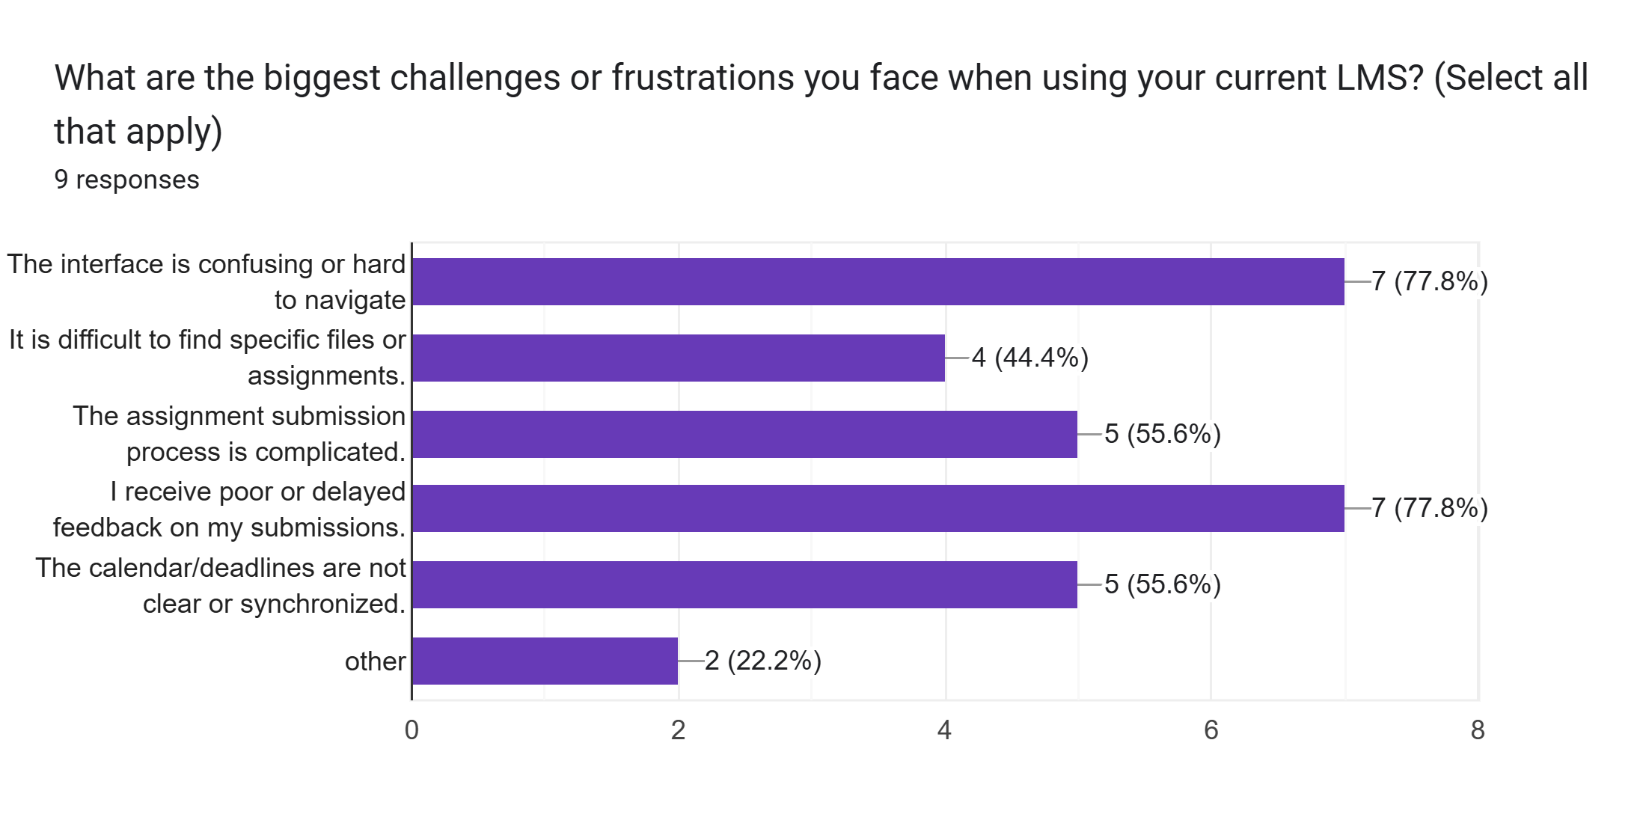 What are the biggest challenges or frustrations you face when using your current LMS? (Select all
that apply)
9 responses
The interface is confusing or hard
to navigate
7 (77.8%)
It is difficult to find specific files or
assignments.
4 (44.4%)
The assignment submission
process is complicated.
5 (55.6%)
I receive poor or delayed
feedback on my submissions.
7 (77.8%)
The calendar/deadlines are not
clear or synchronized.
5 (55.6%)
other
2 (22.2%)
0 2 4 6 8